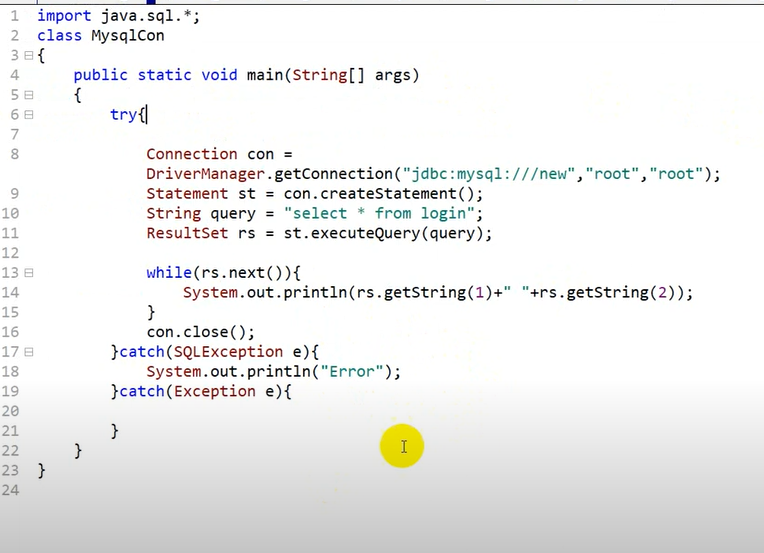 1 import java.sql.*;
2 class MysqlCon
3 {
4 public static void main(String[] args)
5 {
6 try{
7
8 Connection con =
DriverManager.getConnection("jdbc:mysql:///new","root","root");
9 Statement st = con.createStatement();
10 String query = "select * from login";
11 ResultSet rs = st.executeQuery(query);
12
13 while(rs.next()){
14 System.out.println(rs.getString(1)+" "+rs.getString(2));
15 }
16 con.close();
17 }catch(SQLException e){
18 System.out.println("Error");
19 }catch(Exception e){
20
21 }
22 }
23 }
24